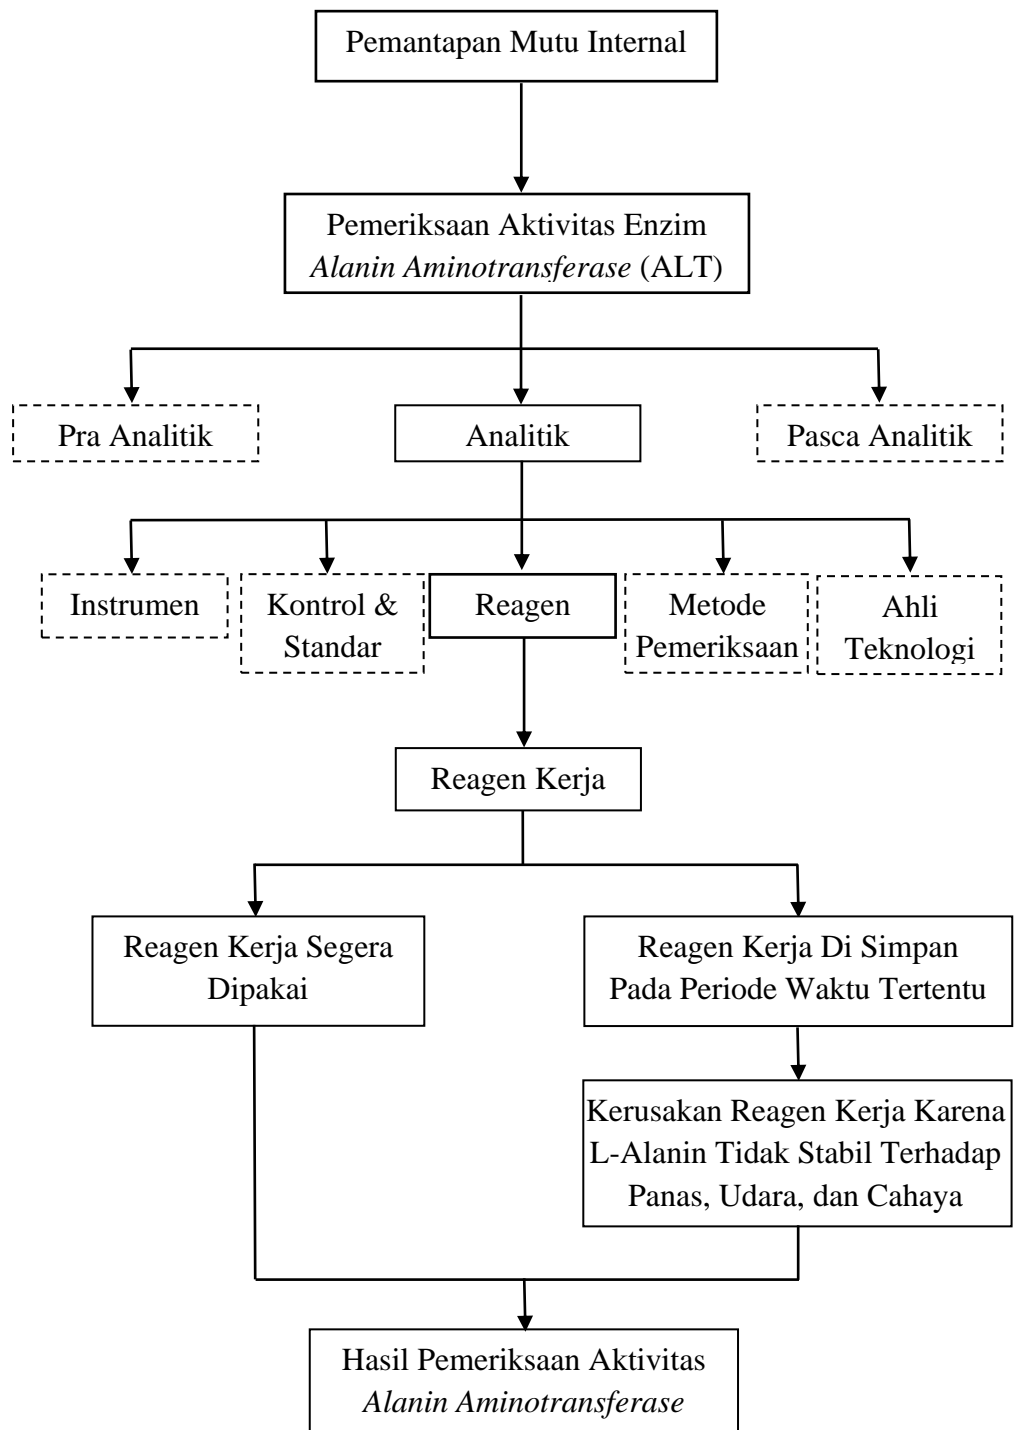 Pemantapan Mutu Internal
Pemeriksaan Aktivitas Enzim
Alanin Aminotransferase (ALT)
Pra Analitik
Analitik
Pasca Analitik
Instrumen
Kontrol &
Standar
Reagen
Metode
Pemeriksaan
Ahli
Teknologi
Reagen Kerja
Reagen Kerja Segera
Dipakai
Reagen Kerja Di Simpan
Pada Periode Waktu Tertentu
Kerusakan Reagen Kerja Karena
L-Alanin Tidak Stabil Terhadap
Panas, Udara, dan Cahaya
Hasil Pemeriksaan Aktivitas
Alanin Aminotransferase